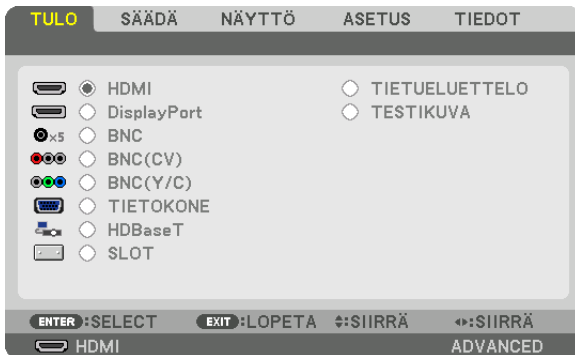 TULO SÄÄDÄ NÄYTTÖ ASETUS TIEDOT
HDMI TIETUELUETTELO
DisplayPort TESTIKUVA
×5 BNC
BNC(CV)
BNC(Y/C)
TIETOKONE
HDBaseT
SLOT
ENTER :SELECT EXIT :LOPETA :SIIRRÄ :SIIRRÄ
HDMI ADVANCED